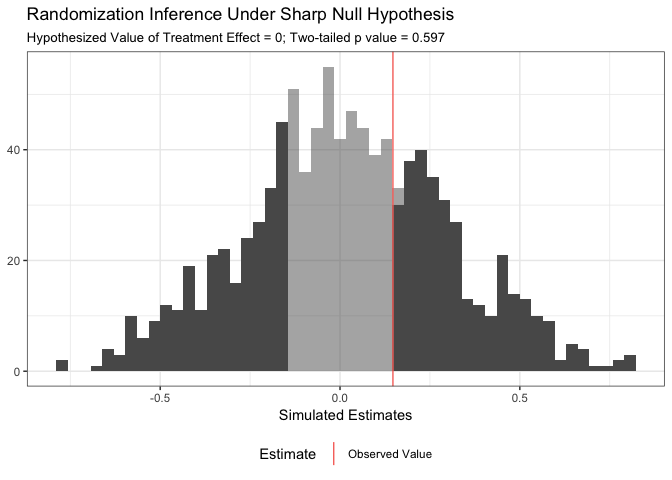 Randomization Inference Under Sharp Null Hypothesis
Hypothesized Value of Treatment Effect = 0; Two-tailed p value = 0.597
40
20
0
-0.5 0.0 0.5
Simulated Estimates
Estimate Observed Value